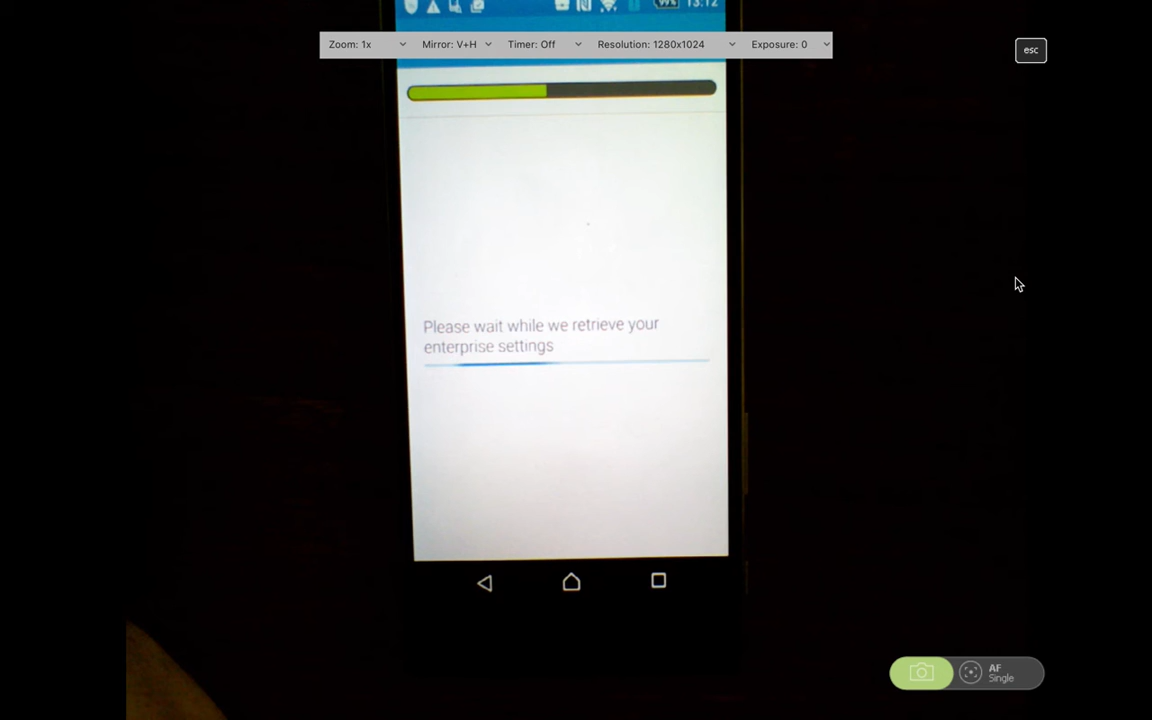 99%
13:12
Zoom: 1x
Mirror: V+H
Timer: Off
Resolution: 1280x1024
Exposure: 0
esc
Please wait while we retrieve your
enterprise settings
AF
Single